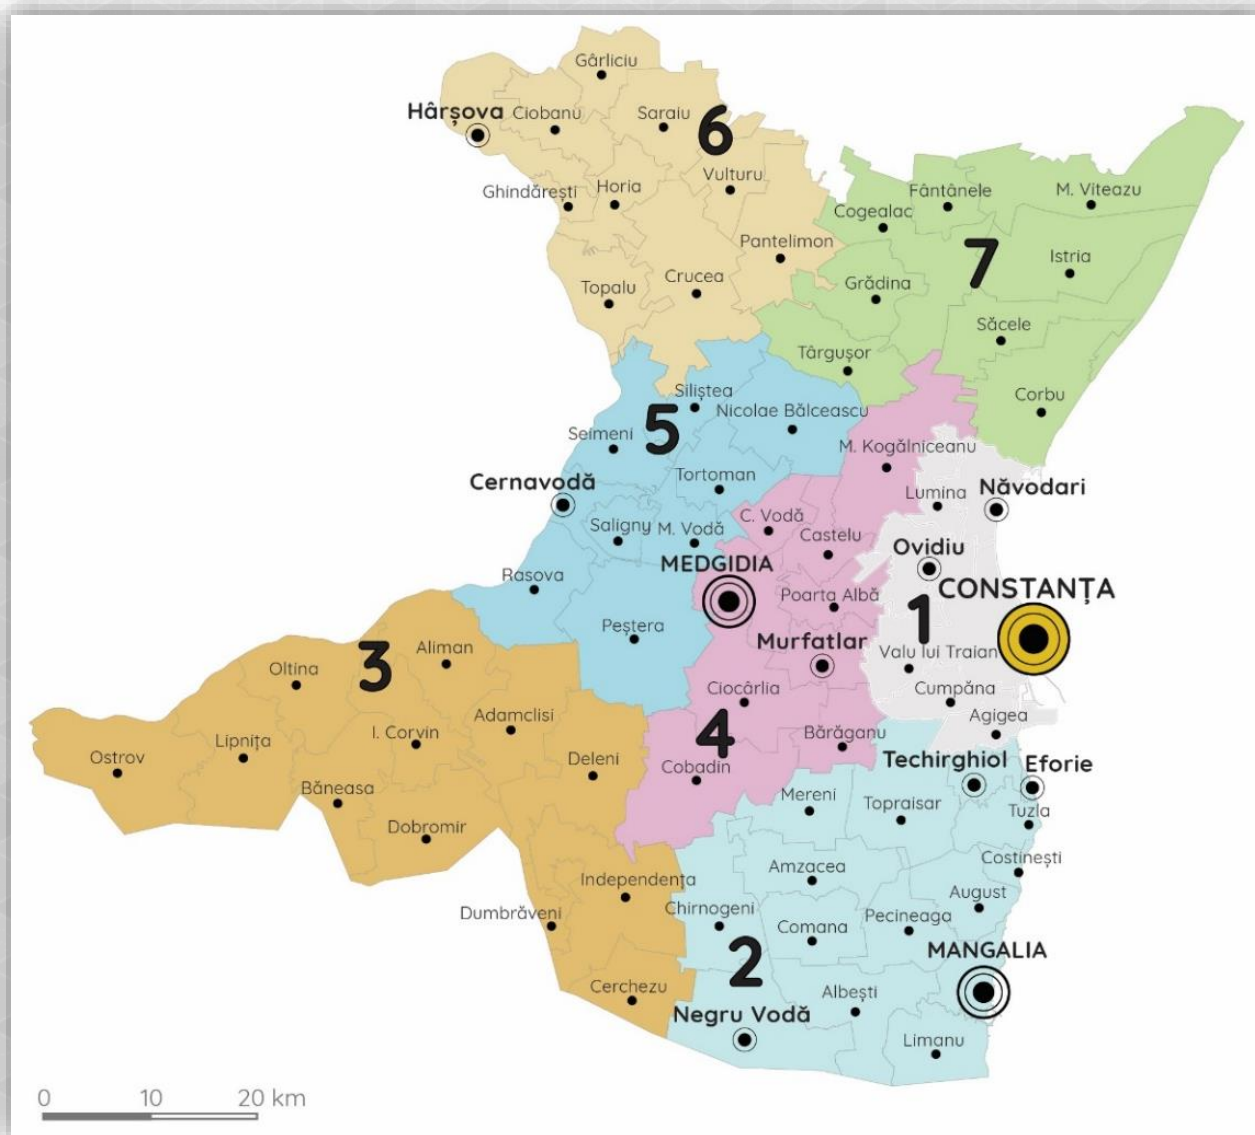 Gârliciu
Hârșova
Ciobanu
Saraiu
6
Ghindărești
Horia
Vulturu
Pantelimon
Topalu
Crucea
Fântânele
M. Viteazu
Cogealac
7
Istria
Grădina
Săcele
Târgușor
Corbu
Siliștea
5
Nicolae Bălceascu
Seimeni
Tortoman
Cernavodă
Saligny
M. Vodă
Rasova
Peștera
M. Kogălniceanu
C. Vodă
Castelu
MEDGIDIA
Poarta Albă
Murfatlar
Ciocârlia
4
Bărăganu
Cobadin
Lumina
Năvodari
Ovidiu
CONSTANȚA
1
Valu lui Traian
Cumpăna
Agigea
3
Aliman
Oltina
Adamclisi
I. Corvin
Lipnița
Ostrov
Deleni
Băneasa
Dobromir
Independența
Dumbrăveni
Cerchezu
Techirghiol
Eforie
Mereni
Topraisar
Tuzla
Costinești
Amzacea
August
Chirnogeni
Comana
Pecineaga
MANGALIA
2
Albești
Negru Vodă
Limanu
0 10 20 km